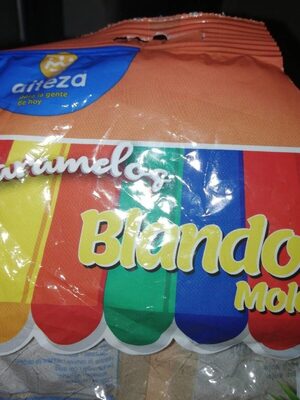 alteza
para la gente
de hoy
Caramelos
Blando
Mol